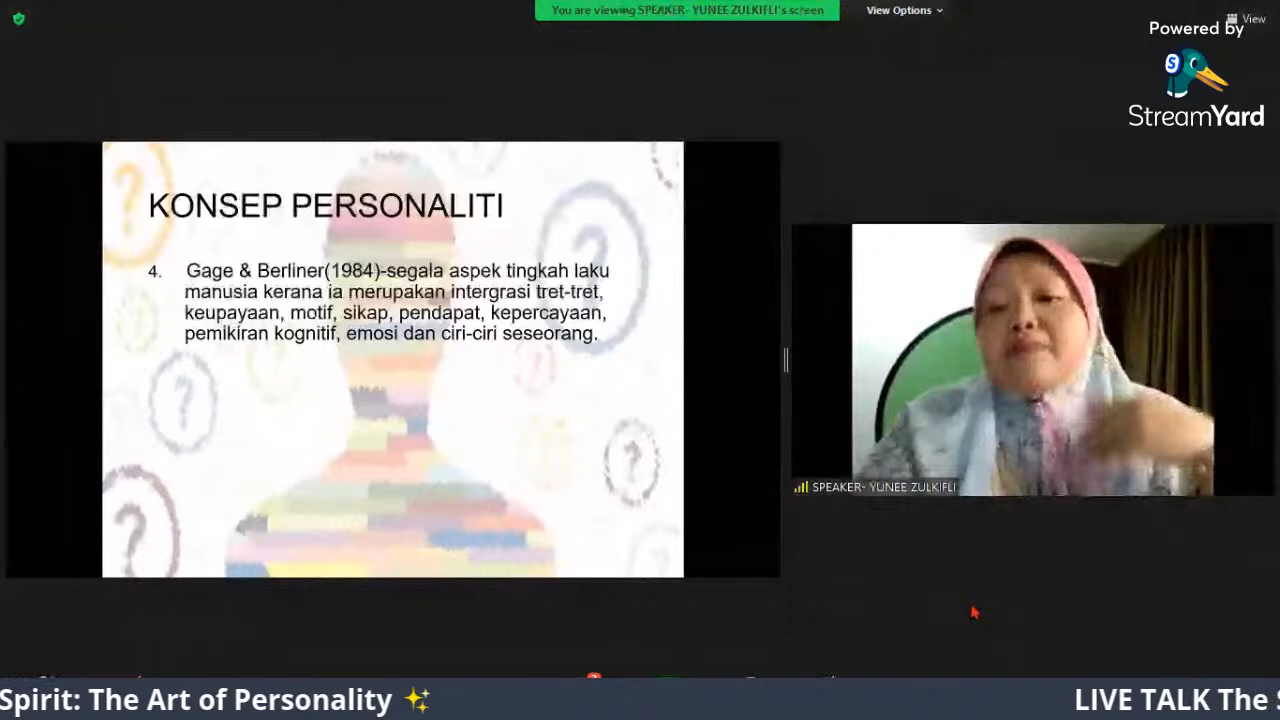 You are viewing SPEAKER- YUNEE ZULKIFLI's screen
View Options
View
Powered by
StreamYard
KONSEP PERSONALITI
4. Gage & Berliner(1984)-segala aspek tingkah laku
manusia kerana ia merupakan intergrasi tret-tret,
keupayaan, motif, sikap, pendapat, kepercayaan,
pemikiran kognitif, emosi dan ciri-ciri seseorang.
SPEAKER- YUNEE ZULKIFLI
Spirit: The Art of Personality ✨ LIVE TALK The